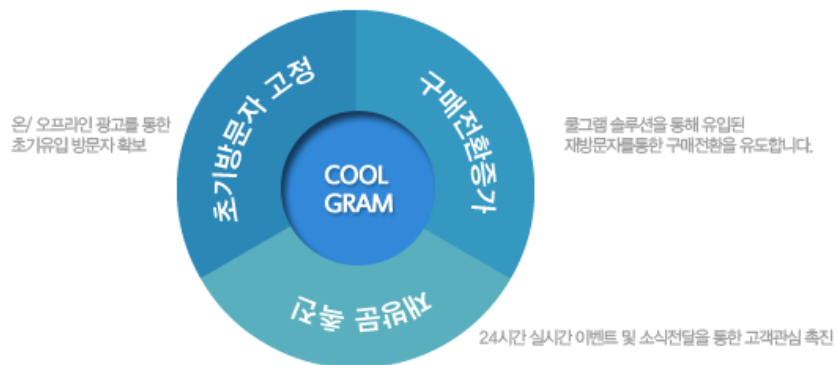 초기방문자 고정
구매전환증가
온/ 오프라인 광고를 통한
초기유입 방문자 확보
COOL
GRAM
쿨그램 솔루션을 통해 유입된
재방문자를통한 구매전환을 유도합니다.
재방문 촉진
24시간 실시간 이벤트 및 소식전달을 통한 고객관심 촉진